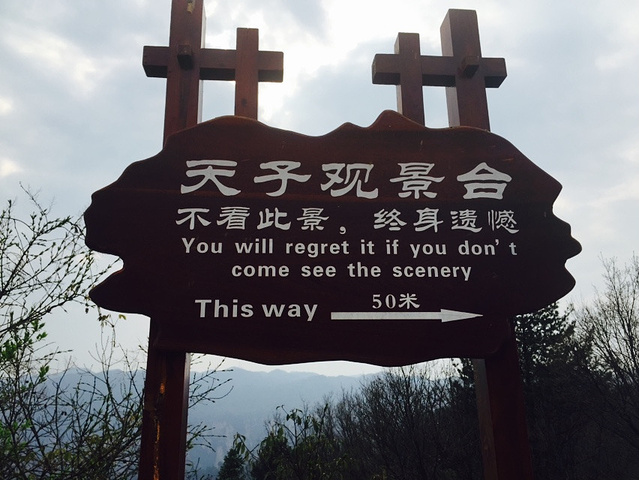 天子观景台
不看此景，终身遗憾
You will regret it if you don't
come see the scenery
50米
This way